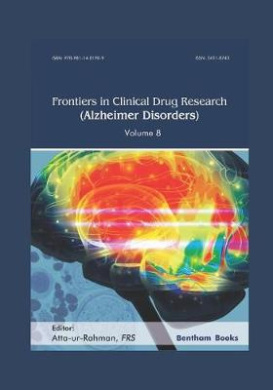 Frontiers in Clinical Drug Research
(Alzheimer Disorders)
Volume 8
Editor:
Atta-ur-Rahman, FRS
Bentham Books